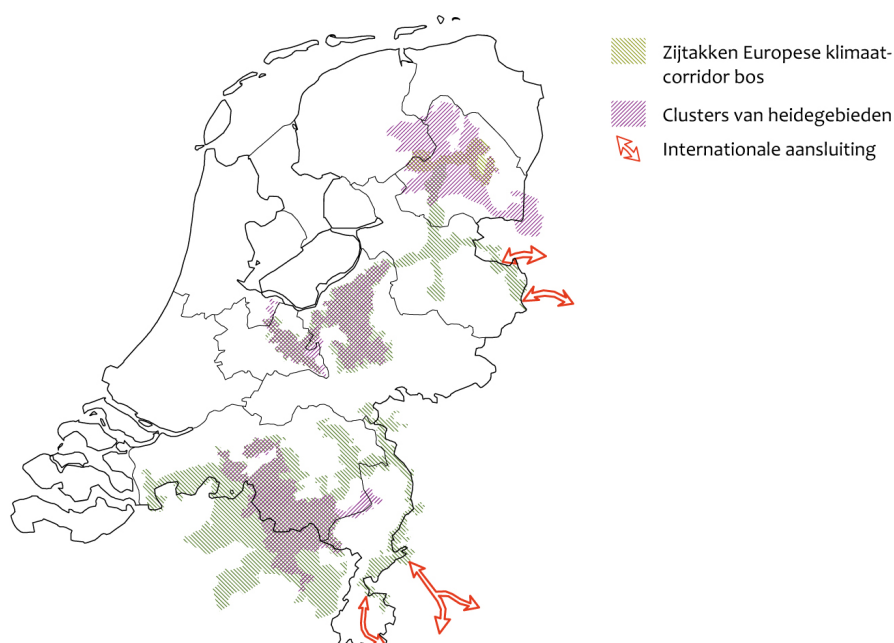 Zijtakken Europese klimaat-
corridor bos
Clusters van heidegebieden
Internationale aansluiting